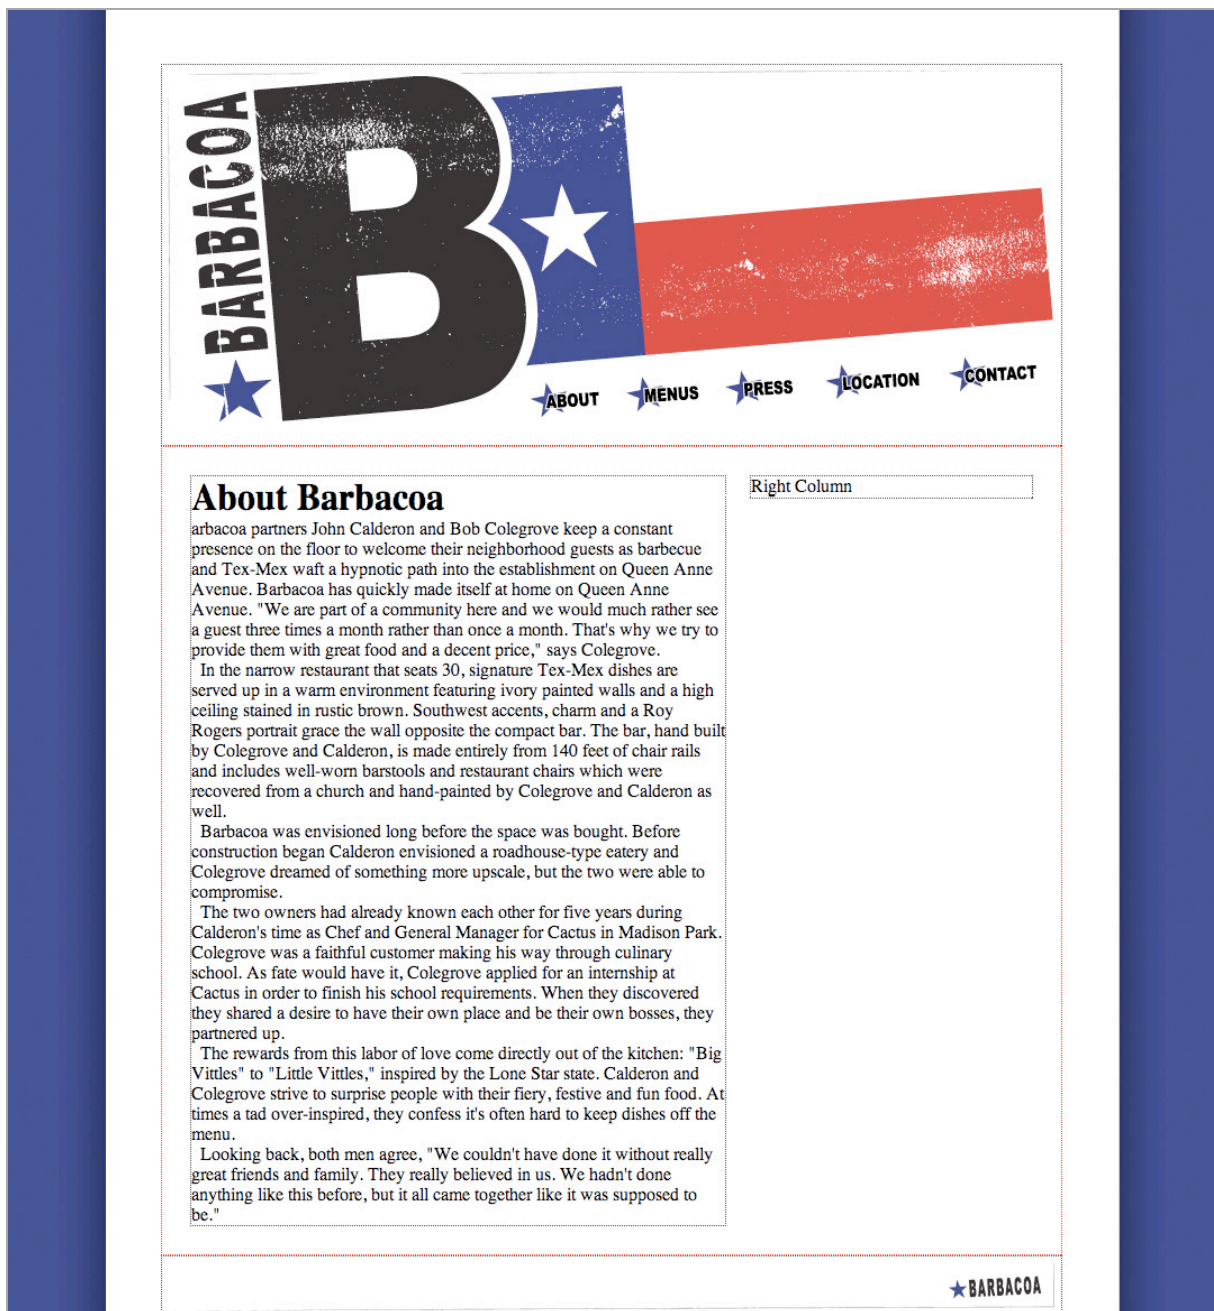 BARBACOA
B
ABOUT
MENUS
PRESS
LOCATION
CONTACT
About Barbacoa
arbacoa partners John Calderon and Bob Colegrove keep a constant
presence on the floor to welcome their neighborhood guests as barbecue
and Tex-Mex waft a hypnotic path into the establishment on Queen Anne
Avenue. Barbacoa has quickly made itself at home on Queen Anne
Avenue. "We are part of a community here and we would much rather see
a guest three times a month rather than once a month. That's why we try to
provide them with great food and a decent price," says Colegrove.
In the narrow restaurant that seats 30, signature Tex-Mex dishes are
served up in a warm environment featuring ivory painted walls and a high
ceiling stained in rustic brown. Southwest accents, charm and a Roy
Rogers portrait grace the wall opposite the compact bar. The bar, hand built
by Colegrove and Calderon, is made entirely from 140 feet of chair rails
and includes well-worn barstools and restaurant chairs which were
recovered from a church and hand-painted by Colegrove and Calderon as
well.
Barbacoa was envisioned long before the space was bought. Before
construction began Calderon envisioned a roadhouse-type eatery and
Colegrove dreamed of something more upscale, but the two were able to
compromise.
The two owners had already known each other for five years during
Calderon's time as Chef and General Manager for Cactus in Madison Park.
Colegrove was a faithful customer making his way through culinary
school. As fate would have it, Colegrove applied for an internship at
Cactus in order to finish his school requirements. When they discovered
they shared a desire to have their own place and be their own bosses, they
partnered up.
The rewards from this labor of love come directly out of the kitchen: "Big
Vittles" to "Little Vittles," inspired by the Lone Star state. Calderon and
Colegrove strive to surprise people with their fiery, festive and fun food. At
times a tad over-inspired, they confess it's often hard to keep dishes off the
menu.
Looking back, both men agree, "We couldn't have done it without really
great friends and family. They really believed in us. We hadn't done
anything like this before, but it all came together like it was supposed to
be."
Right Column
BARBACOA